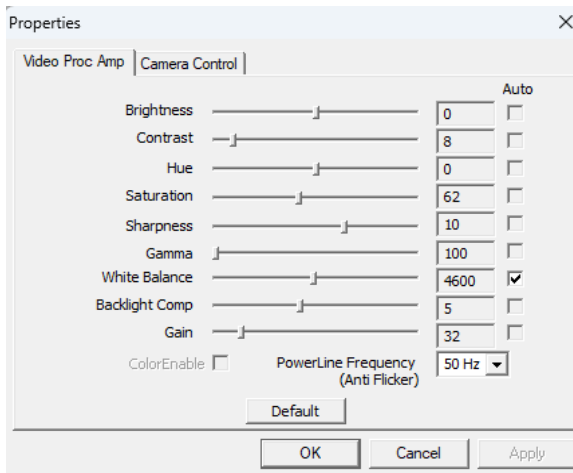 Properties
Video Proc Amp Camera Control
Auto
Brightness 0
Contrast 8
Hue 0
Saturation 62
Sharpness 10
Gamma 100
White Balance 4600
Backlight Comp 5
Gain 32
ColorEnable PowerLine Frequency 50 Hz
(Anti Flicker)
Default
OK Cancel Apply